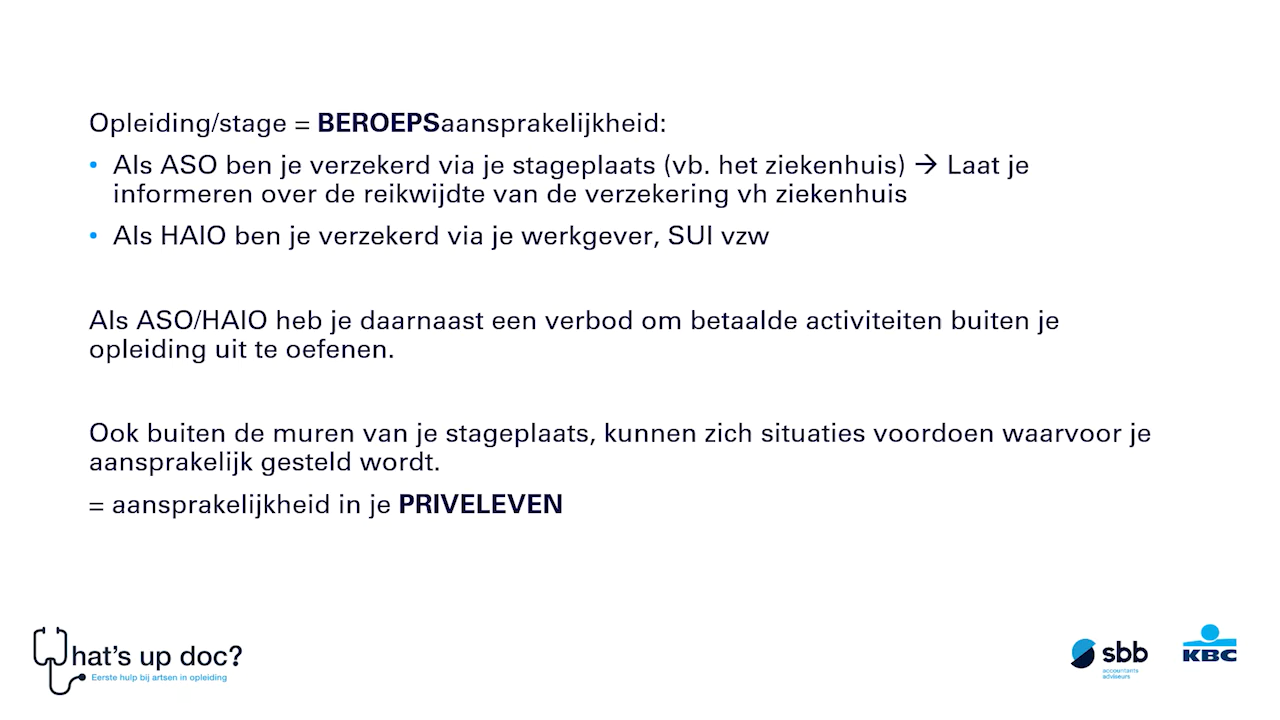 Opleiding/stage = BEROEPSaansprakelijkheid:
• Als ASO ben je verzekerd via je stageplaats (vb. het ziekenhuis) → Laat je
informeren over de reikwijdte van de verzekering vh ziekenhuis
• Als HAIO ben je verzekerd via je werkgever, SUI vzw
Als ASO/HAIO heb je daarnaast een verbod om betaalde activiteiten buiten je
opleiding uit te oefenen.
Ook buiten de muren van je stageplaats, kunnen zich situaties voordoen waarvoor je
aansprakelijk gesteld wordt.
= aansprakelijkheid in je PRIVELEVEN
What's up doc?
Eerste hulp bij artsen in opleiding
sbb
accountants
adviseurs
KBC